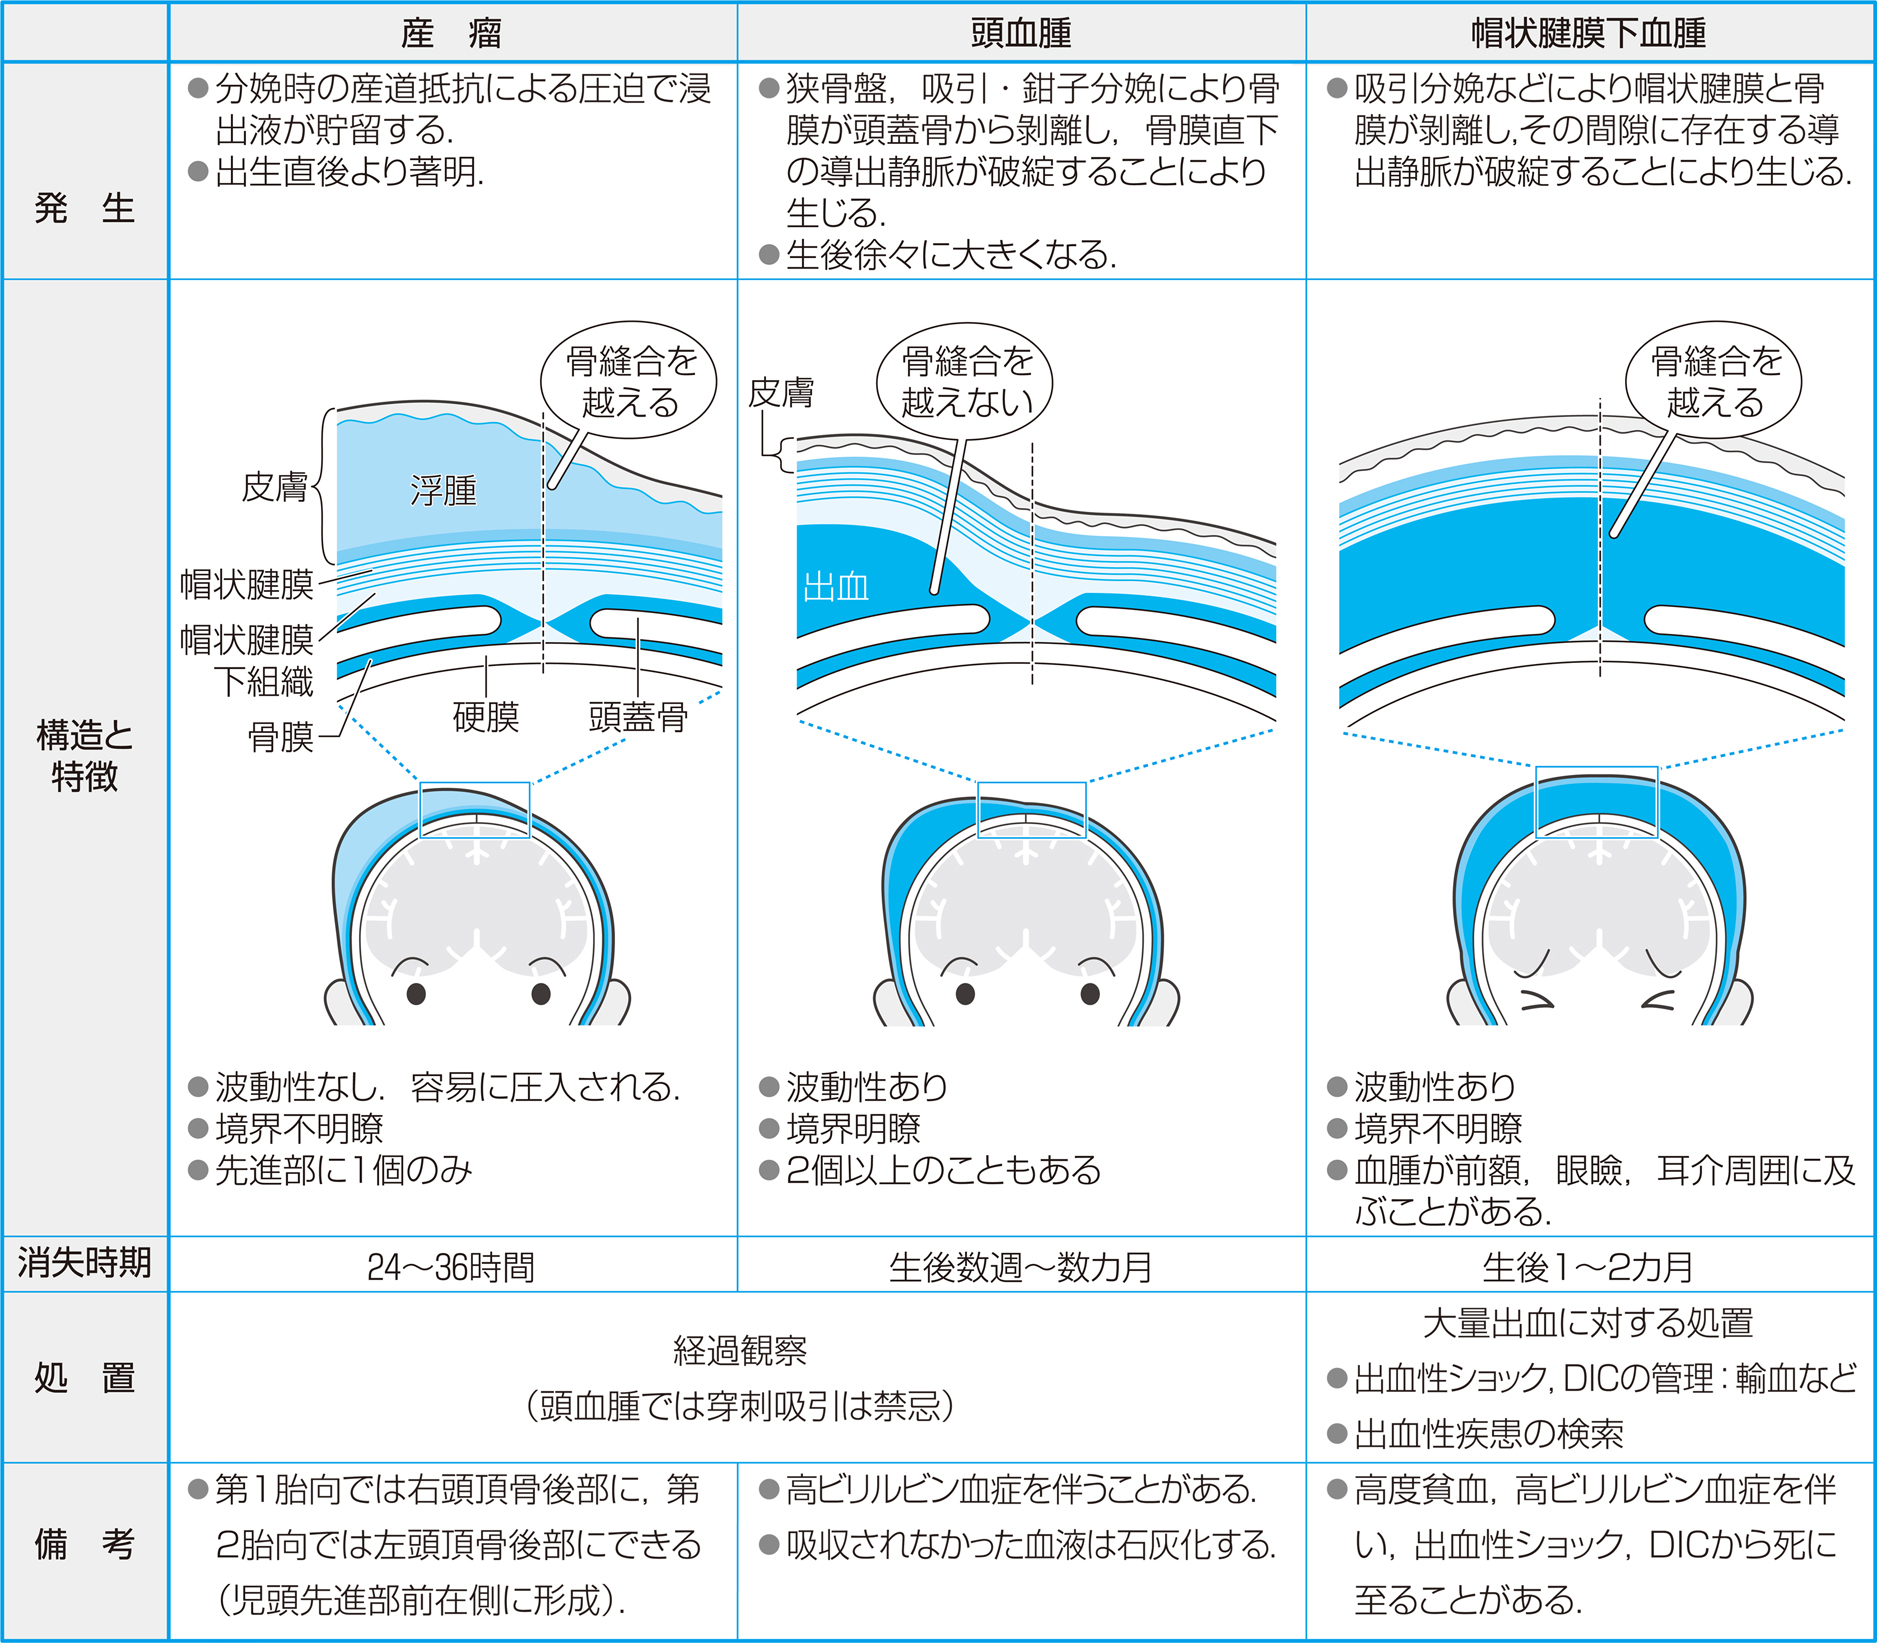 産　瘤
頭血腫
帽状腱膜下血腫
発　生
●分娩時の産道抵抗による圧迫で浸
出液が貯留する．
●出生直後より著明．
●狭骨盤，吸引・鉗子分娩により骨
膜が頭蓋骨から剝離し，骨膜直下
の導出静脈が破綻することにより
生じる．
●生後徐々に大きくなる．
●吸引分娩などにより帽状腱膜と骨
膜が剝離し，その間隙に存在する導
出静脈が破綻することにより生じる．
構造と
特徴
骨縫合を
越える
皮膚
浮腫
帽状腱膜
帽状腱膜
下組織
骨膜
硬膜
頭蓋骨
●波動性なし．容易に圧入される．
●境界不明瞭
●先進部に1個のみ
皮膚
骨縫合を
越えない
出血
●波動性あり
●境界明瞭
●2個以上のこともある
骨縫合を
越える
●波動性あり
●境界不明瞭
●血腫が前額，眼瞼，耳介周囲に及
ぶことがある．
消失時期
24～36時間
生後数週～数カ月
生後1～2カ月
処　置
経過観察
（頭血腫では穿刺吸引は禁忌）
大量出血に対する処置
●出血性ショック，DICの管理：輸血など
●出血性疾患の検索
備　考
●第1胎向では右頭頂骨後部に，第
2胎向では左頭頂骨後部にできる
（児頭先進部前在側に形成）．
●高ビリルビン血症を伴うことがある．
●吸収されなかった血液は石灰化する．
●高度貧血，高ビリルビン血症を伴
い，出血性ショック，DICから死に
至ることがある．